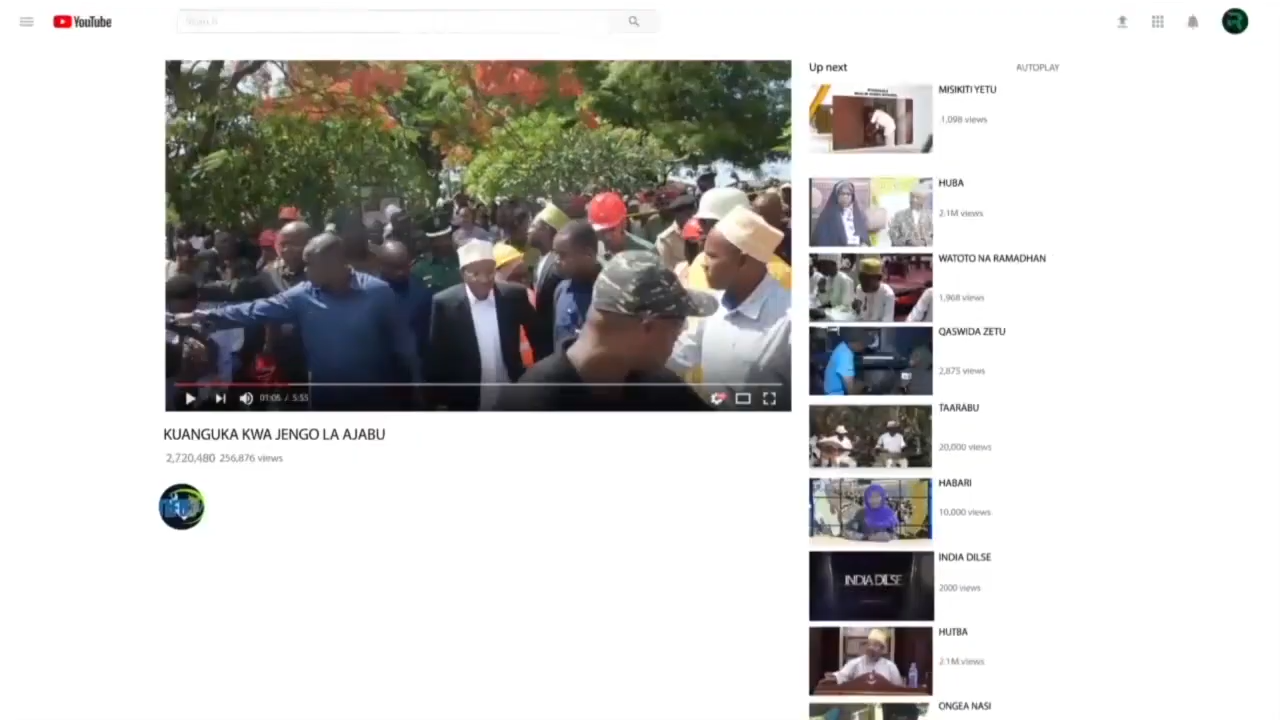 YouTube
Search
01:05 / 5:55
KUANGUKA KWA JENGO LA AJABU
2,720,480 256,876 views
Up next
AUTOPLAY
MISIKITI YETU
1,098 views
HUBA
2.1M views
WATOTO NA RAMADHAN
1,968 views
QASWIDA ZETU
2,875 views
TAARABU
20,000 views
HABARI
10,000 views
INDIA DILSE
INDIA DILSE
2000 views
HUTBA
2.1M views
ONGEA NASI